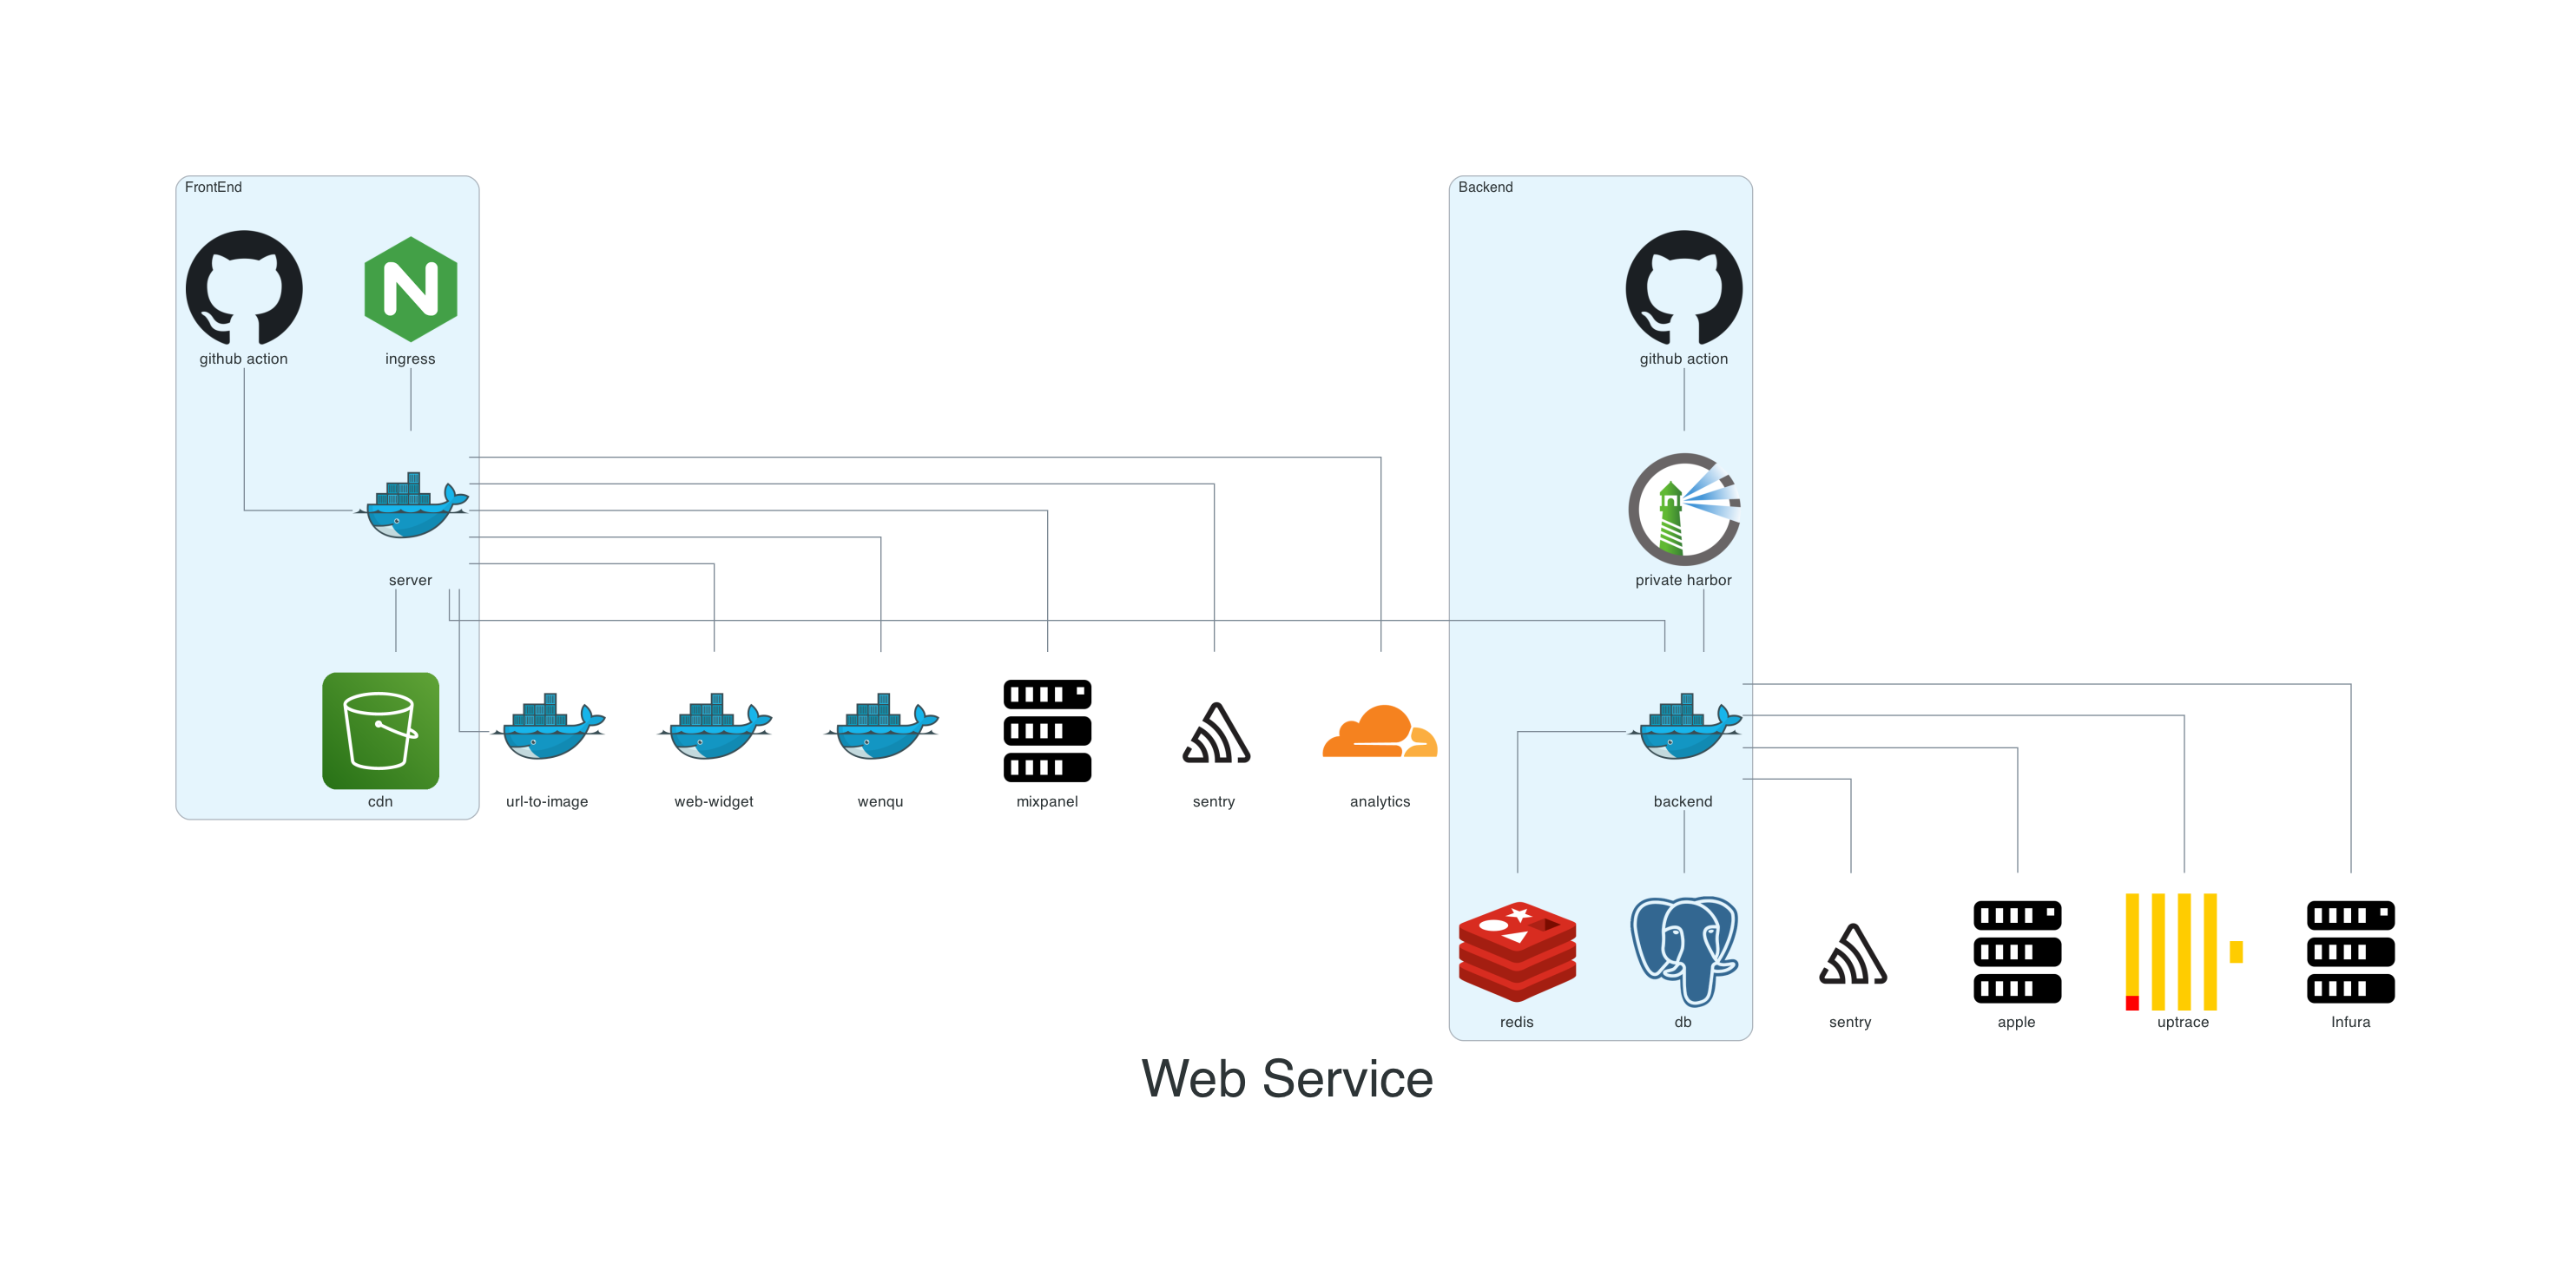 FrontEnd
Backend
github action
ingress
github action
server
private harbor
cdn
url-to-image
web-widget
wenqu
mixpanel
sentry
analytics
backend
redis
db
sentry
apple
uptrace
Infura
Web Service